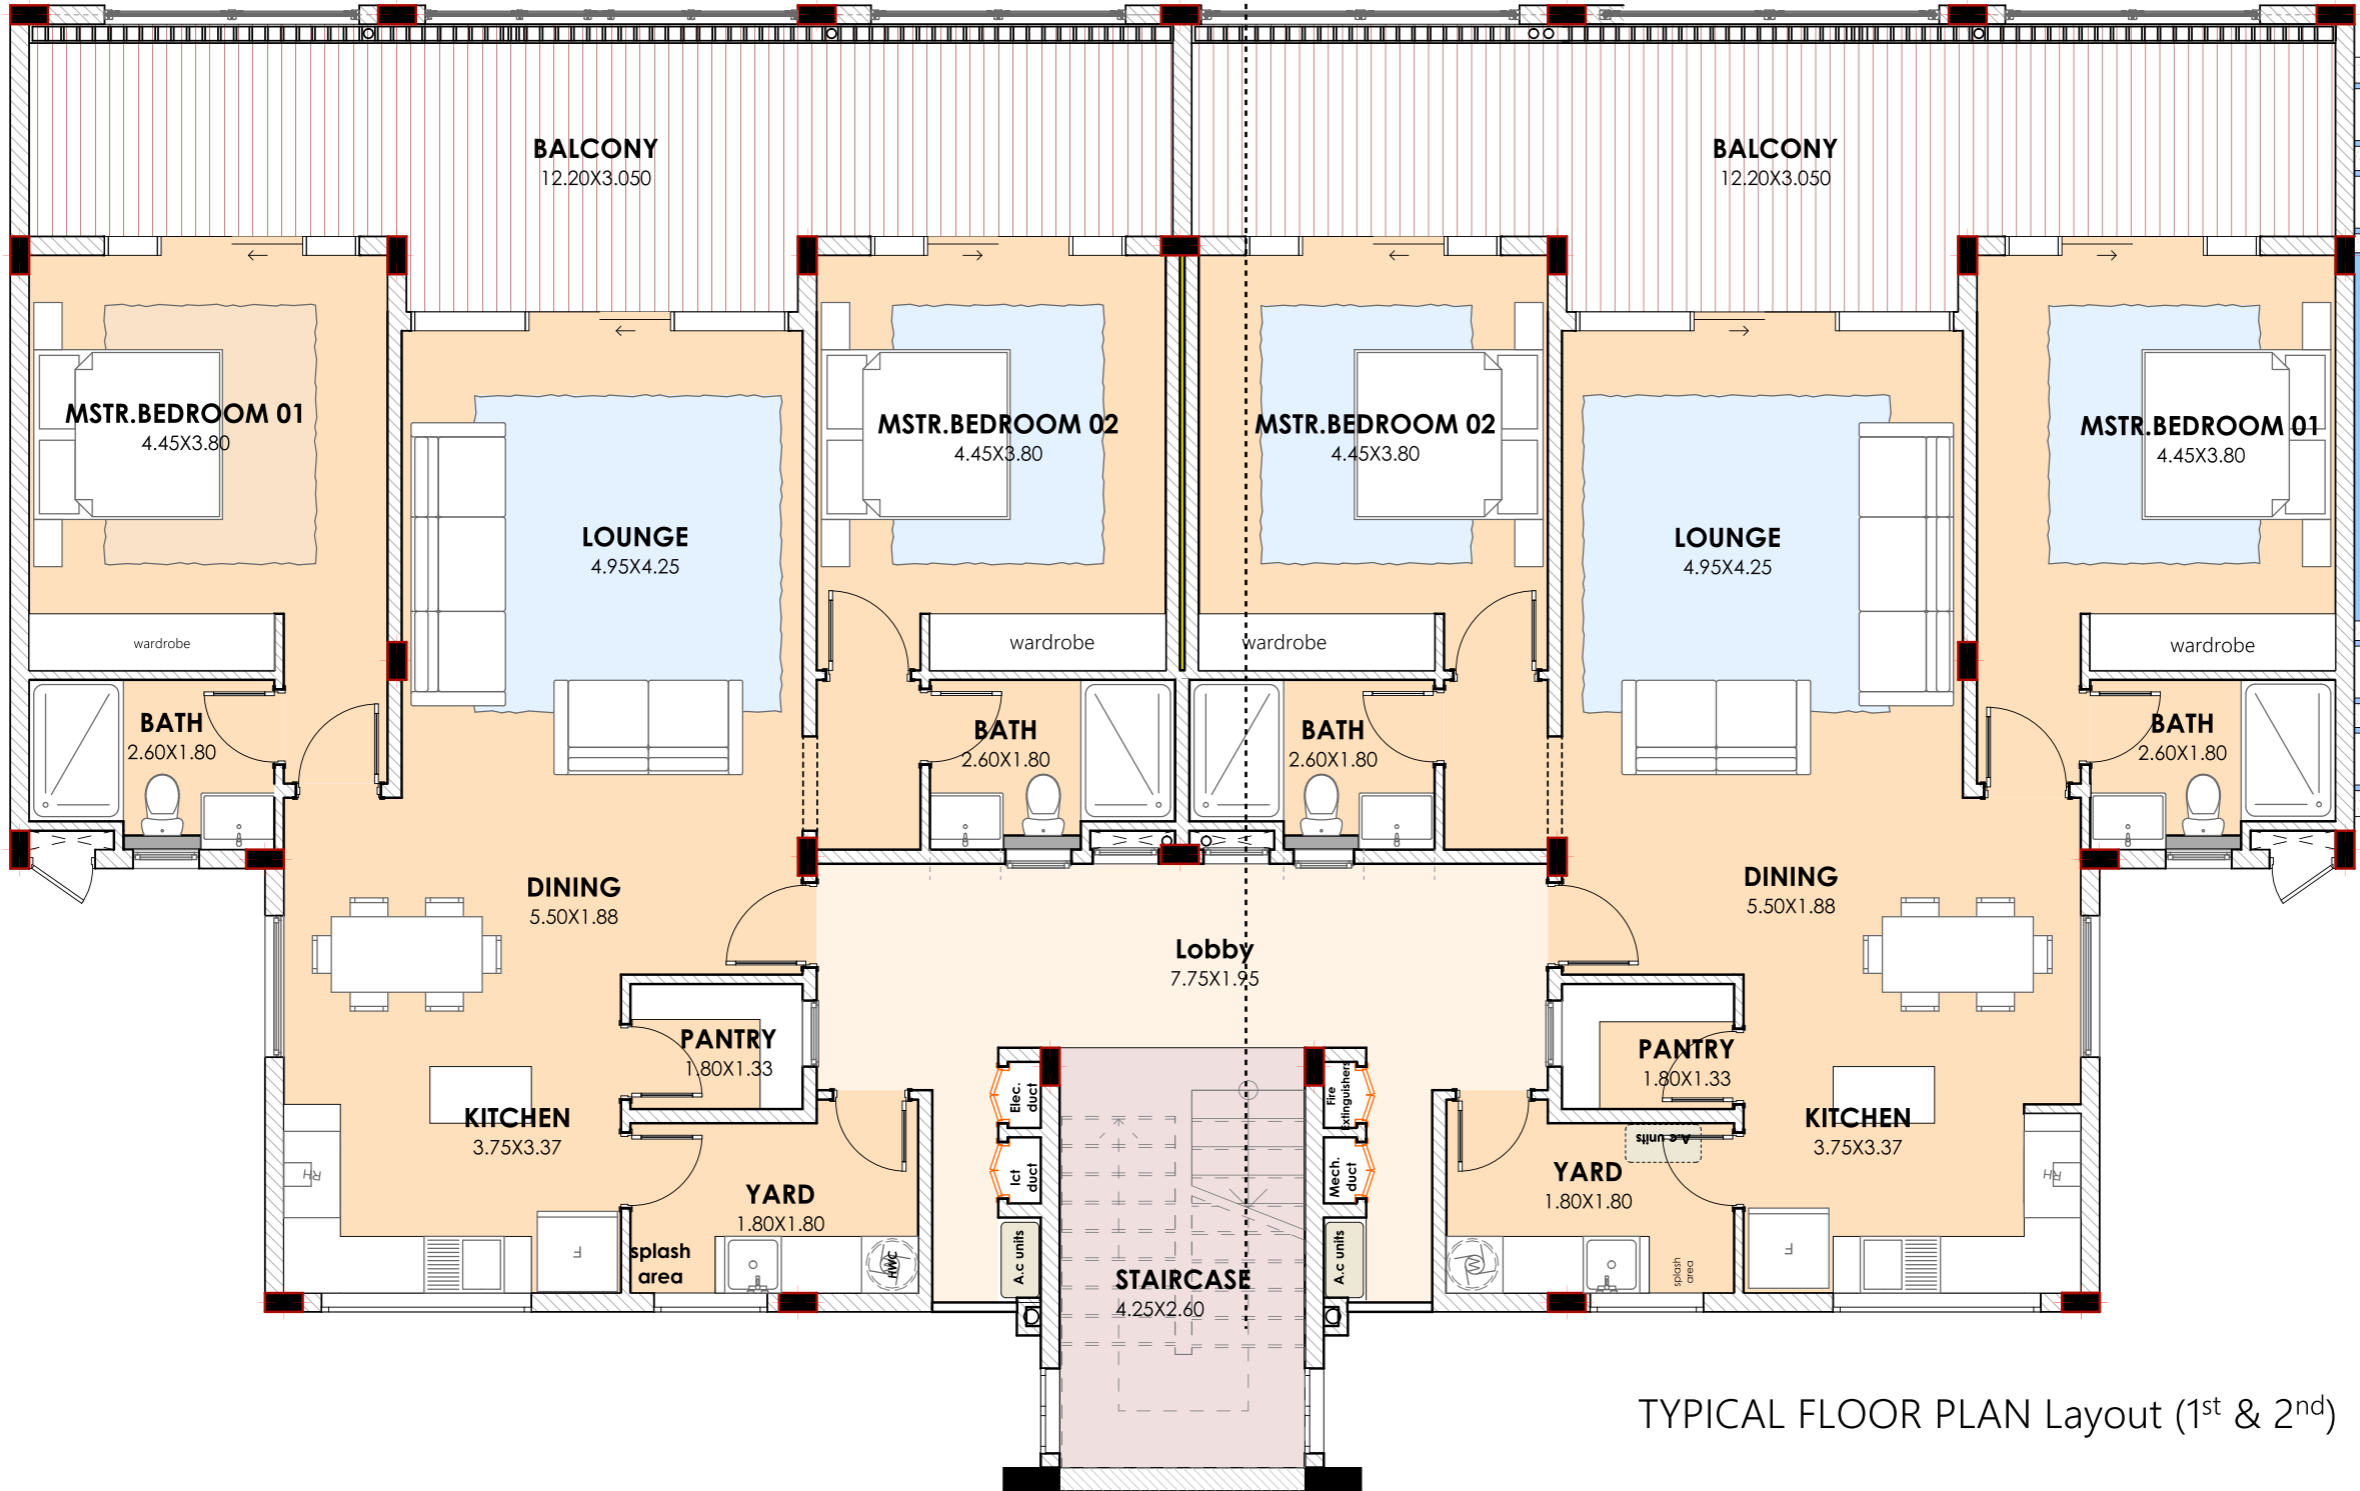 BALCONY
12.20X3.050
BALCONY
12.20X3.050
MSTR.BEDROOM 01
4.45X3.80
MSTR.BEDROOM 02
4.45X3.80
MSTR.BEDROOM 02
4.45X3.80
MSTR.BEDROOM 01
4.45X3.80
LOUNGE
4.95X4.25
LOUNGE
4.95X4.25
wardrobe
wardrobe
wardrobe
wardrobe
BATH
2.60X1.80
BATH
2.60X1.80
BATH
2.60X1.80
BATH
2.60X1.80
DINING
5.50X1.88
DINING
5.50X1.88
Lobby
7.75X1.95
PANTRY
1.80X1.33
PANTRY
1.80X1.33
Elec.
duct
Fire
Extinguishers
KITCHEN
3.75X3.37
KITCHEN
3.75X3.37
A.c units
RH
Ict
duct
Mech.
duct
RH
YARD
1.80X1.80
YARD
1.80X1.80
splash
area
F
HWC
A.c units
A.c units
W
splash
area
F
STAIRCASE
4.25X2.60
TYPICAL FLOOR PLAN Layout (1st & 2nd)